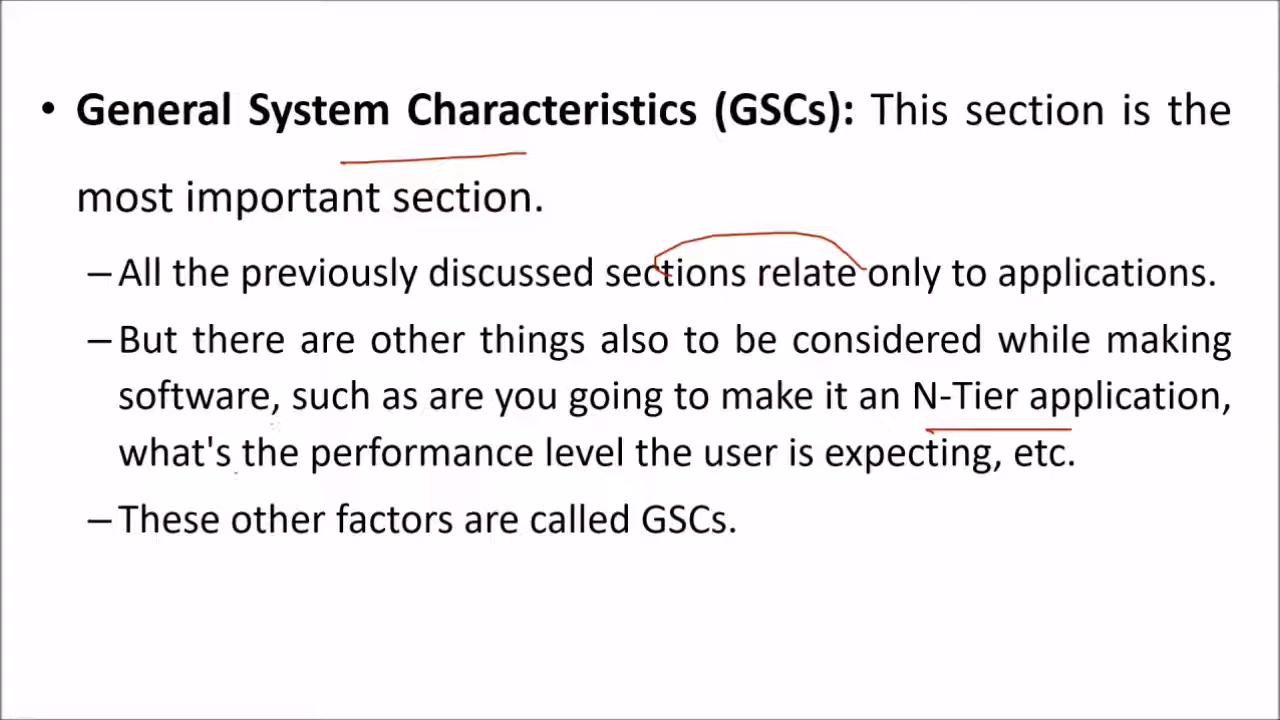 • General System Characteristics (GSCs): This section is the
most important section.
–All the previously discussed sections relate only to applications.
–But there are other things also to be considered while making
software, such as are you going to make it an N-Tier application,
what's the performance level the user is expecting, etc.
–These other factors are called GSCs.